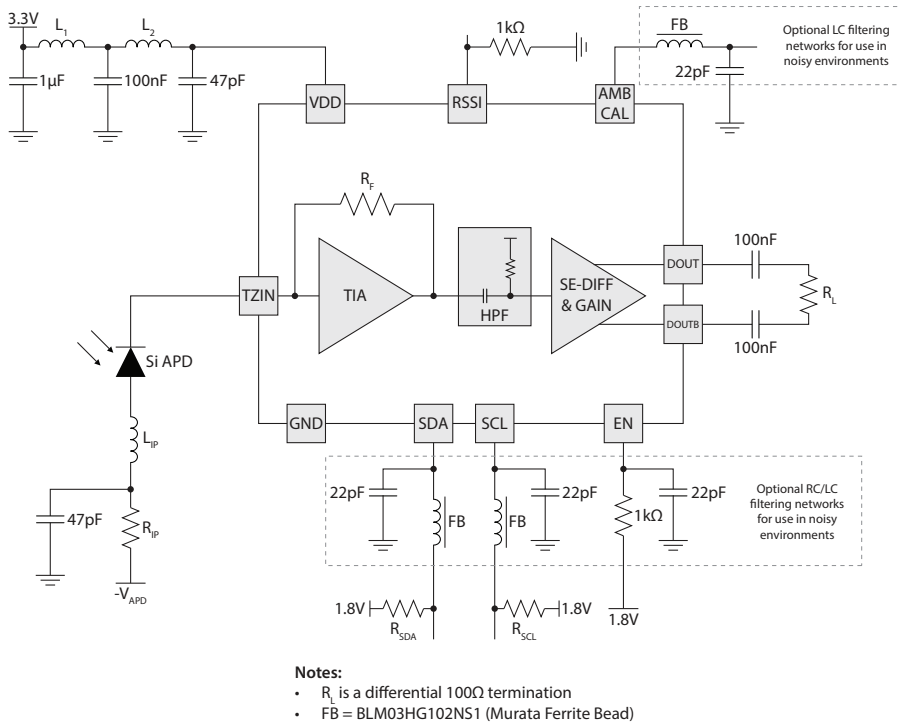 3.3V
L1
L2
1µF
100nF
47pF
1kΩ
FB
22pF
Optional LC filtering
networks for use in
noisy environments
VDD
RSSI
AMB
CAL
RF
TZIN
TIA
HPF
SE-DIFF
& GAIN
DOUT
DOUTB
100nF
100nF
RL
Si APD
LIP
47pF
RIP
-VAPD
GND
SDA
SCL
EN
22pF
FB
FB
22pF
1kΩ
22pF
Optional RC/LC
filtering networks
for use in noisy
environments
1.8V
RSDA
RSCL
1.8V
1.8V
Notes:
• RL is a differential 100Ω termination
• FB = BLM03HG102NS1 (Murata Ferrite Bead)